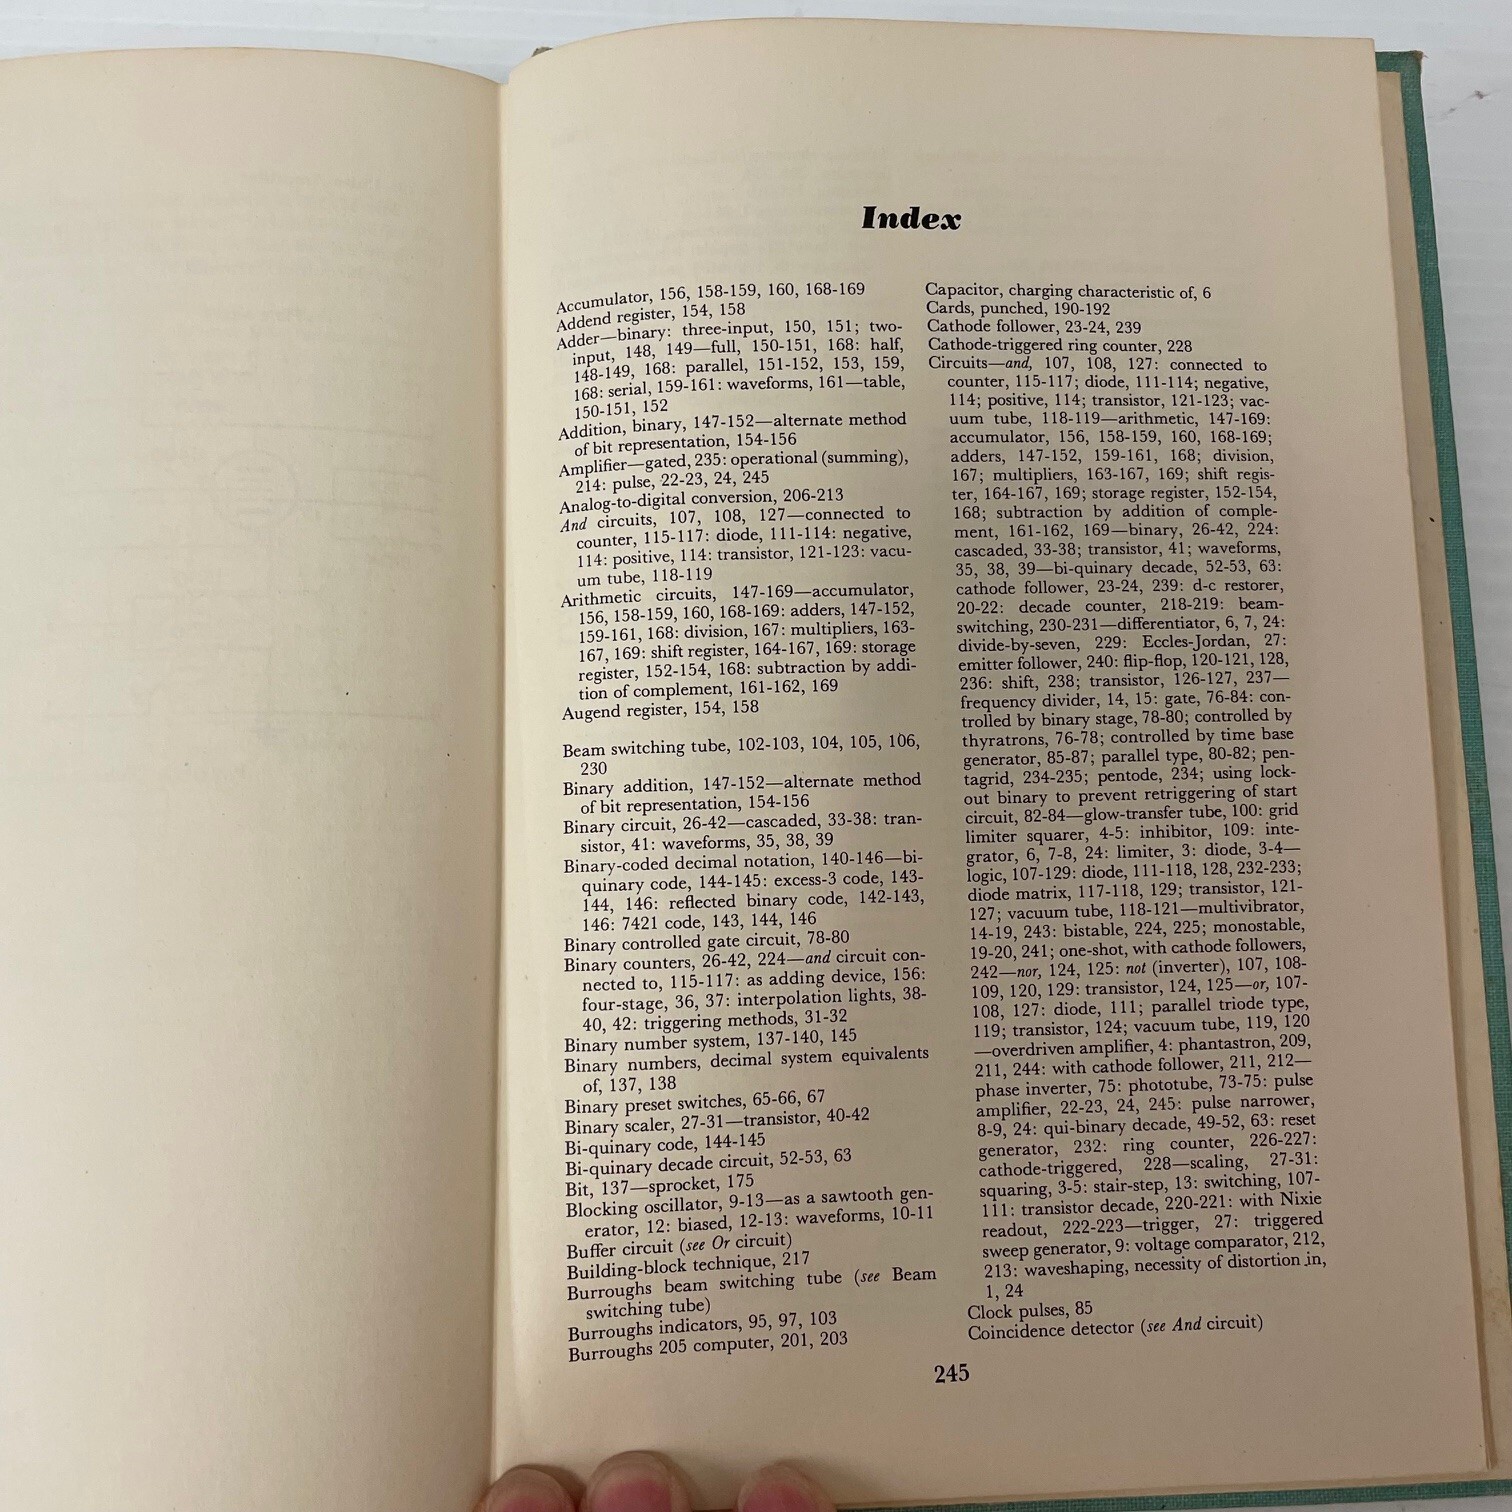 Index
Accumulator, 156, 158-159, 160, 168-169
Addend register, 154, 158
Adder—binary: three-input, 150, 151; two-
input, 148, 149—full, 150-151, 168: half,
148-149, 168: parallel, 151-152, 153, 159,
168: serial, 159-161: waveforms, 161—table,
150-151, 152
Addition, binary, 147-152—alternate method
of bit representation, 154-156
Amplifier—gated, 235: operational (summing),
214: pulse, 22-23, 24, 245
Analog-to-digital conversion, 206-213
And circuits, 107, 108, 127—connected to
counter, 115-117: diode, 111-114: negative,
114: positive, 114: transistor, 121-123: vacu-
um tube, 118-119
Arithmetic circuits, 147-169—accumulator,
156, 158-159, 160, 168-169: adders, 147-152,
159-161, 168: division, 167: multipliers, 163-
167, 169: shift register, 164-167, 169: storage
register, 152-154, 168: subtraction by addi-
tion of complement, 161-162, 169
Augend register, 154, 158
Beam switching tube, 102-103, 104, 105, 106,
230
Binary addition, 147-152—alternate method
of bit representation, 154-156
Binary circuit, 26-42—cascaded, 33-38: tran-
sistor, 41: waveforms, 35, 38, 39
Binary-coded decimal notation, 140-146—bi-
quinary code, 144-145: excess-3 code, 143-
144, 146: reflected binary code, 142-143,
146: 7421 code, 143, 144, 146
Binary controlled gate circuit, 78-80
Binary counters, 26-42, 224—and circuit con-
nected to, 115-117: as adding device, 156:
four-stage, 36, 37: interpolation lights, 38-
40, 42: triggering methods, 31-32
Binary number system, 137-140, 145
Binary numbers, decimal system equivalents
of, 137, 138
Binary preset switches, 65-66, 67
Binary scaler, 27-31—transistor, 40-42
Bi-quinary code, 144-145
Bi-quinary decade circuit, 52-53, 63
Bit, 137—sprocket, 175
Blocking oscillator, 9-13—as a sawtooth gen-
erator, 12: biased, 12-13: waveforms, 10-11
Buffer circuit (see Or circuit)
Building-block technique, 217
Burroughs beam switching tube (see Beam
switching tube)
Burroughs indicators, 95, 97, 103
Burroughs 205 computer, 201, 203
Capacitor, charging characteristic of, 6
Cards, punched, 190-192
Cathode follower, 23-24, 239
Cathode-triggered ring counter, 228
Circuits—and, 107, 108, 127: connected to
counter, 115-117; diode, 111-114; negative,
114; positive, 114; transistor, 121-123; vac-
uum tube, 118-119—arithmetic, 147-169:
accumulator, 156, 158-159, 160, 168-169;
adders, 147-152, 159-161, 168; division,
167; multipliers, 163-167, 169; shift regis-
ter, 164-167, 169; storage register, 152-154,
168; subtraction by addition of comple-
ment, 161-162, 169—binary, 26-42, 224:
cascaded, 33-38; transistor, 41; waveforms,
35, 38, 39—bi-quinary decade, 52-53, 63:
cathode follower, 23-24, 239: d-c restorer,
20-22: decade counter, 218-219: beam-
switching, 230-231—differentiator, 6, 7, 24:
divide-by-seven, 229: Eccles-Jordan, 27:
emitter follower, 240: flip-flop, 120-121, 128,
236: shift, 238; transistor, 126-127, 237—
frequency divider, 14, 15: gate, 76-84: con-
trolled by binary stage, 78-80; controlled by
thyratrons, 76-78; controlled by time base
generator, 85-87; parallel type, 80-82; pen-
tagrid, 234-235; pentode, 234; using lock-
out binary to prevent retriggering of start
circuit, 82-84—glow-transfer tube, 100: grid
limiter squarer, 4-5: inhibitor, 109: inte-
grator, 6, 7-8, 24: limiter, 3: diode, 3-4—
logic, 107-129: diode, 111-118, 128, 232-233;
diode matrix, 117-118, 129; transistor, 121-
127; vacuum tube, 118-121—multivibrator,
14-19, 243: bistable, 224, 225; monostable,
19-20, 241; one-shot, with cathode followers,
242—nor, 124, 125: not (inverter), 107, 108-
109, 120, 129: transistor, 124, 125—or, 107-
108, 127: diode, 111; parallel triode type,
119; transistor, 124; vacuum tube, 119, 120
—overdriven amplifier, 4: phantastron, 209,
211, 244: with cathode follower, 211, 212—
phase inverter, 75: phototube, 73-75: pulse
amplifier, 22-23, 24, 245: pulse narrower,
8-9, 24: qui-binary decade, 49-52, 63: reset
generator, 232: ring counter, 226-227:
cathode-triggered, 228—scaling, 27-31:
squaring, 3-5: stair-step, 13: switching, 107-
111: transistor decade, 220-221: with Nixie
readout, 222-223—trigger, 27: triggered
sweep generator, 9: voltage comparator, 212,
213: waveshaping, necessity of distortion in,
1, 24
Clock pulses, 85
Coincidence detector (see And circuit)
245